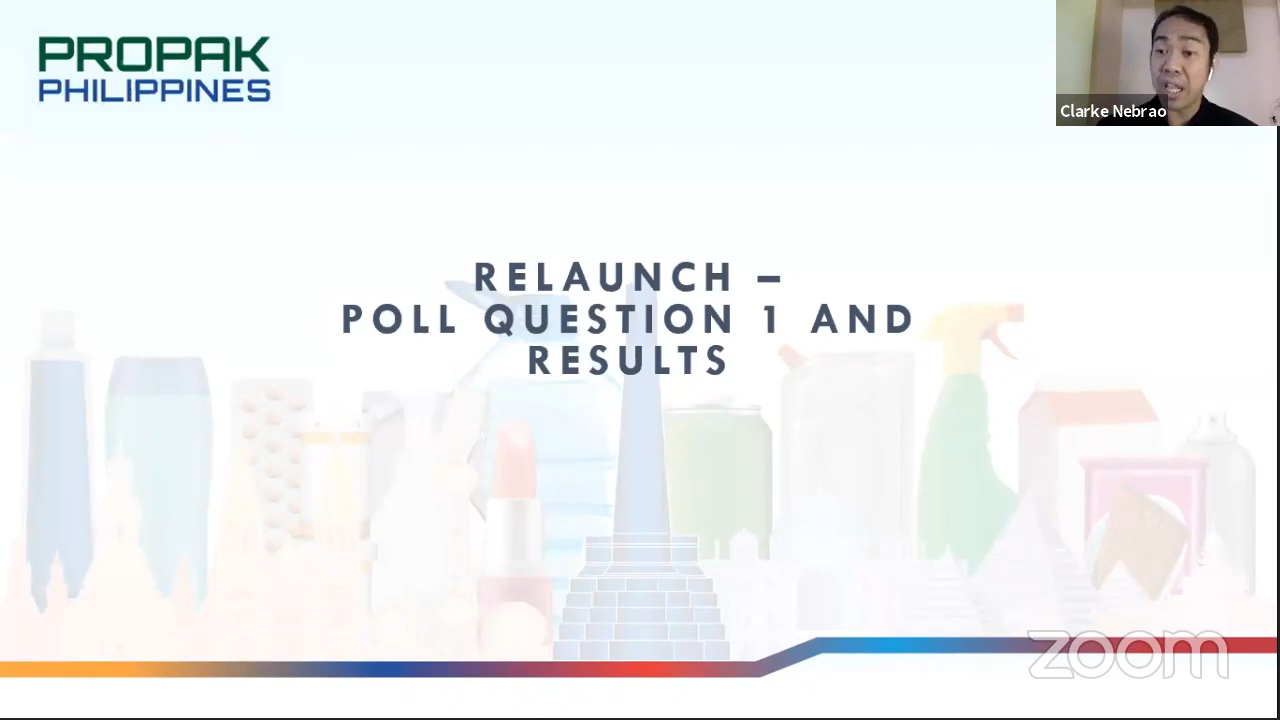 PROPAK
PHILIPPINES
Clarke Nebrao
RELAUNCH –
POLL QUESTION 1 AND
RESULTS
zoom